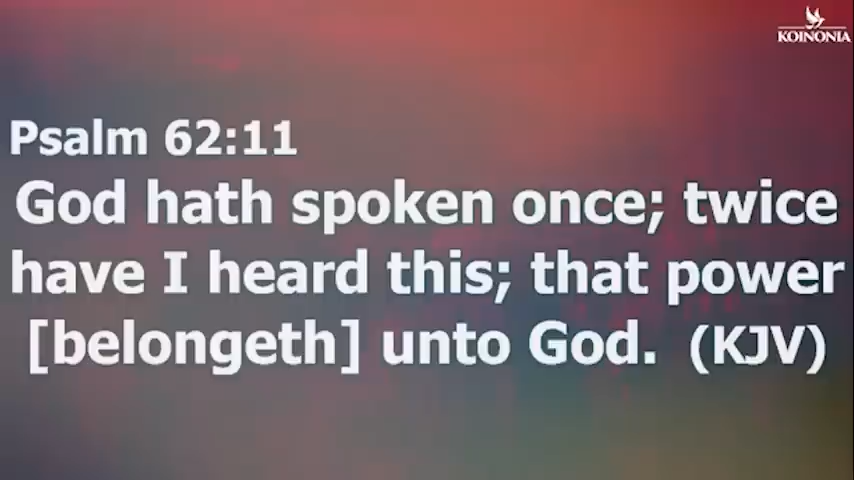 KOINONIA
Psalm 62:11
God hath spoken once; twice
have I heard this; that power
[belongeth] unto God. (KJV)